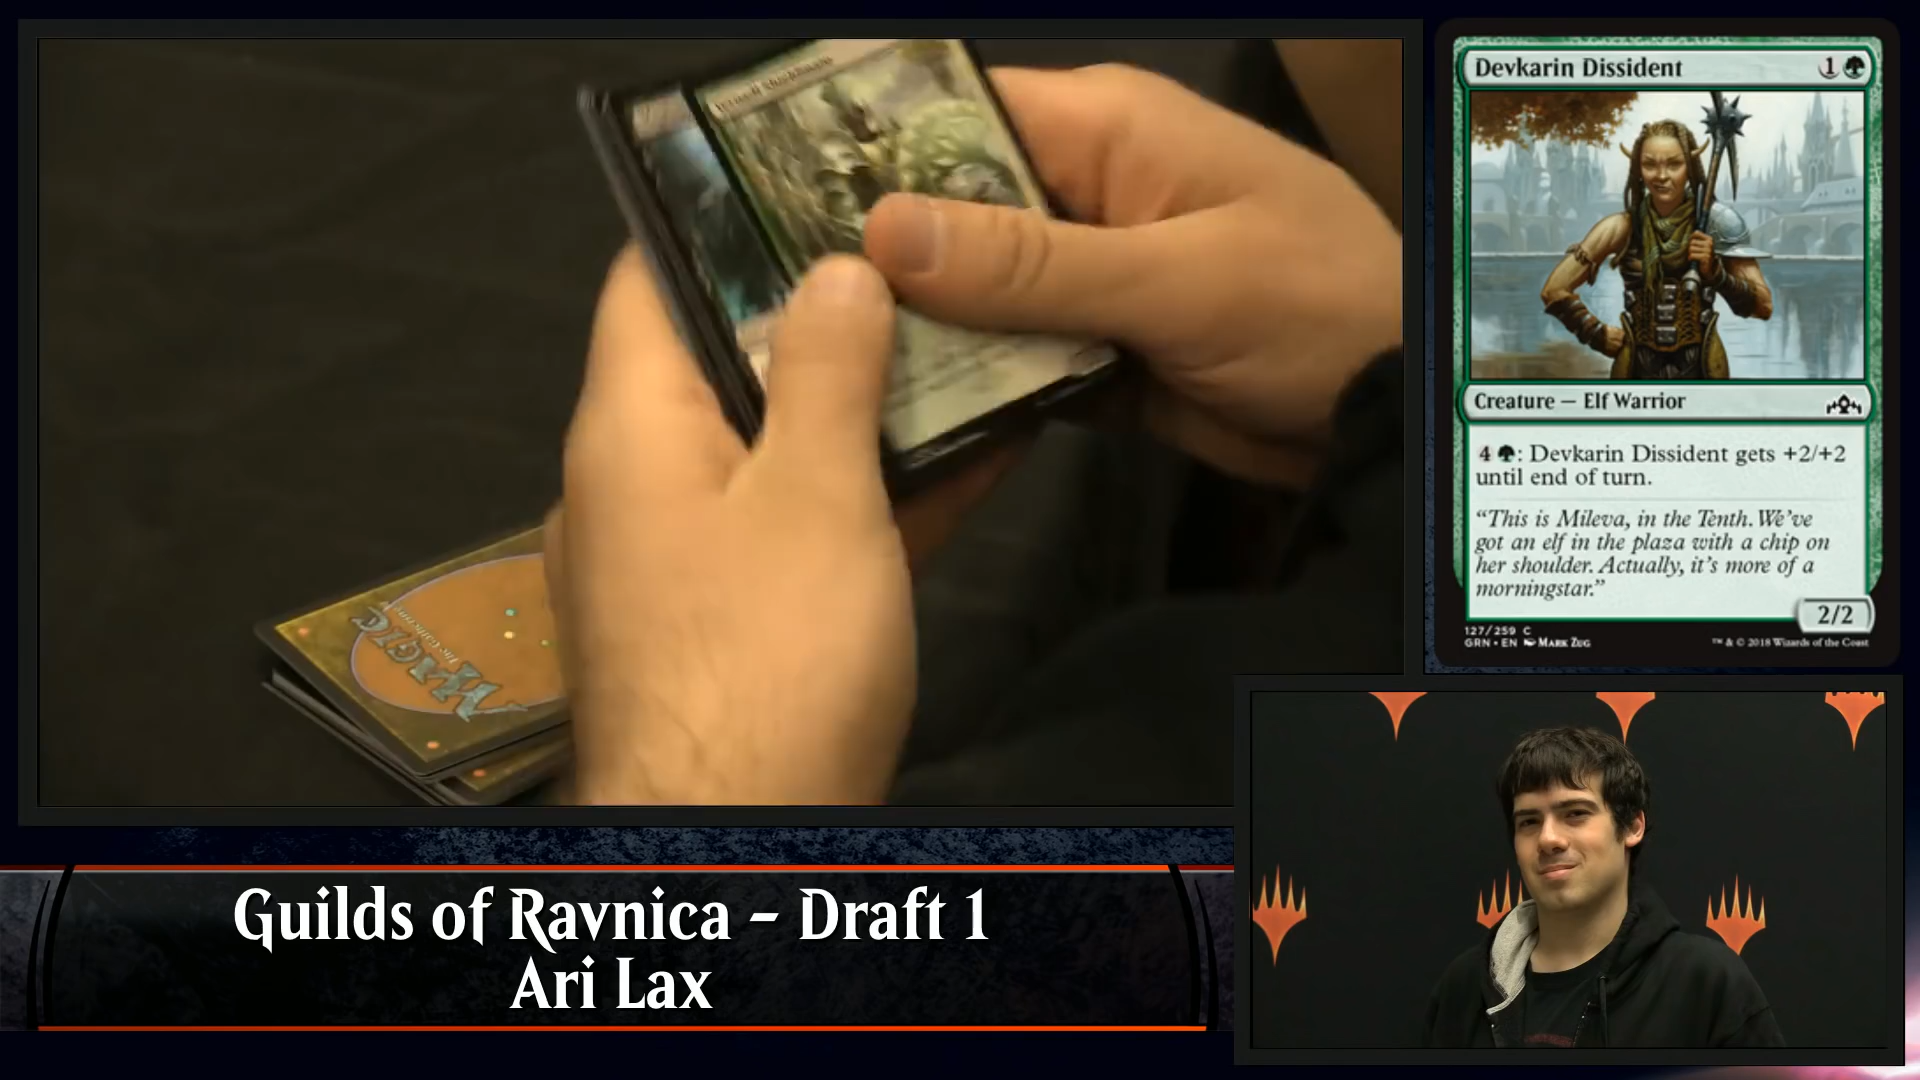 Devkarin Dissident 1
Creature — Elf Warrior
4 : Devkarin Dissident gets +2/+2
until end of turn.
“This is Mileva, in the Tenth. We’ve
got an elf in the plaza with a chip on
her shoulder. Actually, it’s more of a
morningstar.”
2/2
127/259 C
GRN • EN Mark Zug
™ & © 2018 Wizards of the Coast
MAGIC
The Gathering
Guilds of Ravnica – Draft 1
Ari Lax